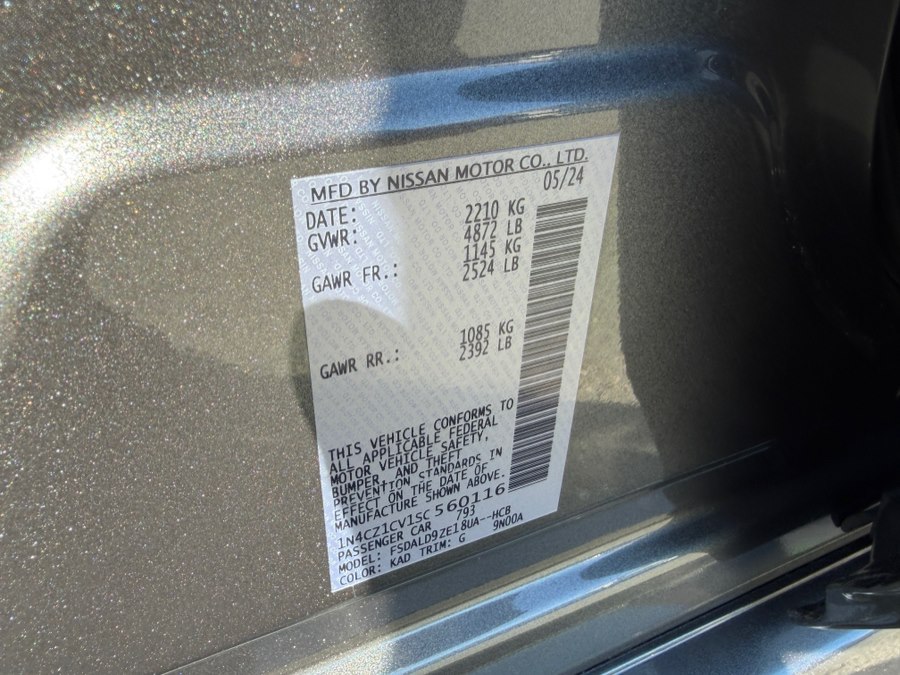 MFD BY NISSAN MOTOR CO., LTD.
DATE: 05/24
GVWR: 2210 KG
4872 LB
GAWR FR.: 1145 KG
2524 LB
GAWR RR.: 1085 KG
2392 LB
THIS VEHICLE CONFORMS TO
ALL APPLICABLE FEDERAL
MOTOR VEHICLE SAFETY,
BUMPER, AND THEFT
PREVENTION STANDARDS IN
EFFECT ON THE DATE OF
MANUFACTURE SHOWN ABOVE.
1N4CZ1CV1SC560116
PASSENGER CAR 793
MODEL: FSDALD9ZE18UA--HCB
COLOR: KAD TRIM: G 9N00A